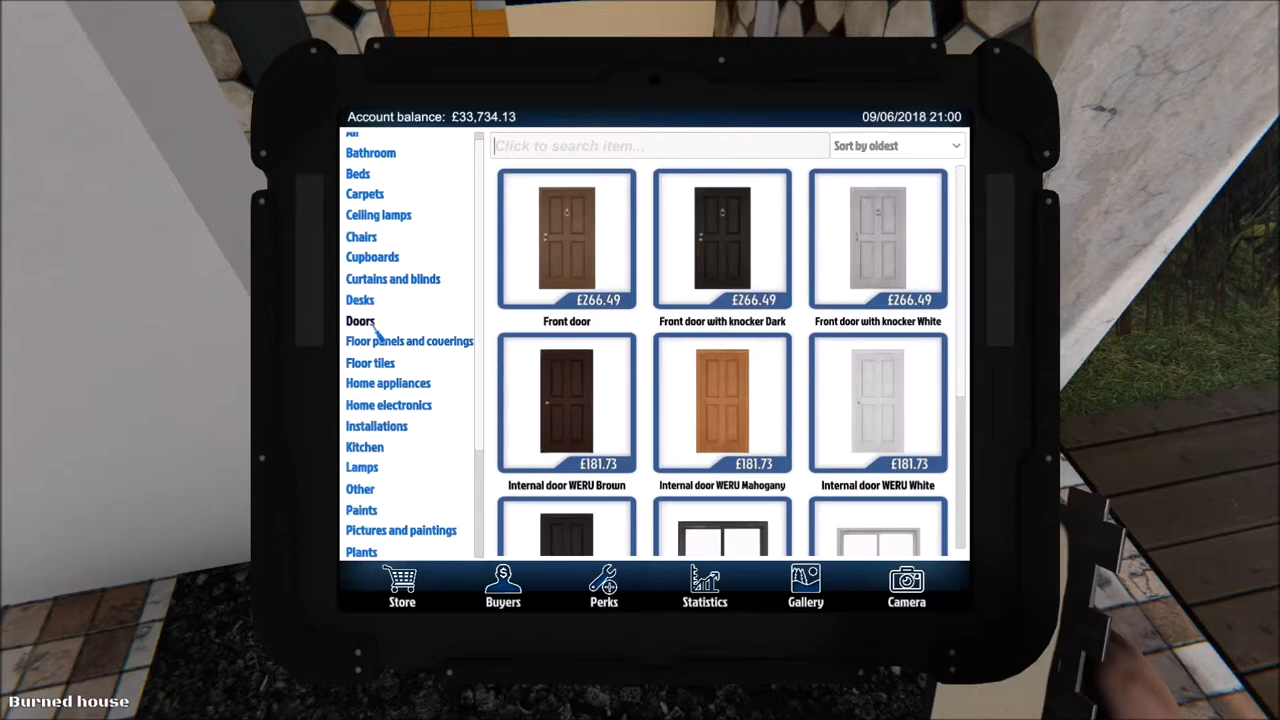 Account balance: £33,734.13
09/06/2018 21:00
All
Bathroom
Beds
Carpets
Ceiling lamps
Chairs
Cupboards
Curtains and blinds
Desks
Doors
Floor panels and coverings
Floor tiles
Home appliances
Home electronics
Installations
Kitchen
Lamps
Other
Paints
Pictures and paintings
Plants
Click to search item...
Sort by oldest
£266.49
£266.49
£266.49
Front door
Front door with knocker Dark
Front door with knocker White
£181.73
£181.73
£181.73
Internal door WERU Brown
Internal door WERU Mahogany
Internal door WERU White
Store
Buyers
Perks
Statistics
Gallery
Camera
Burned house